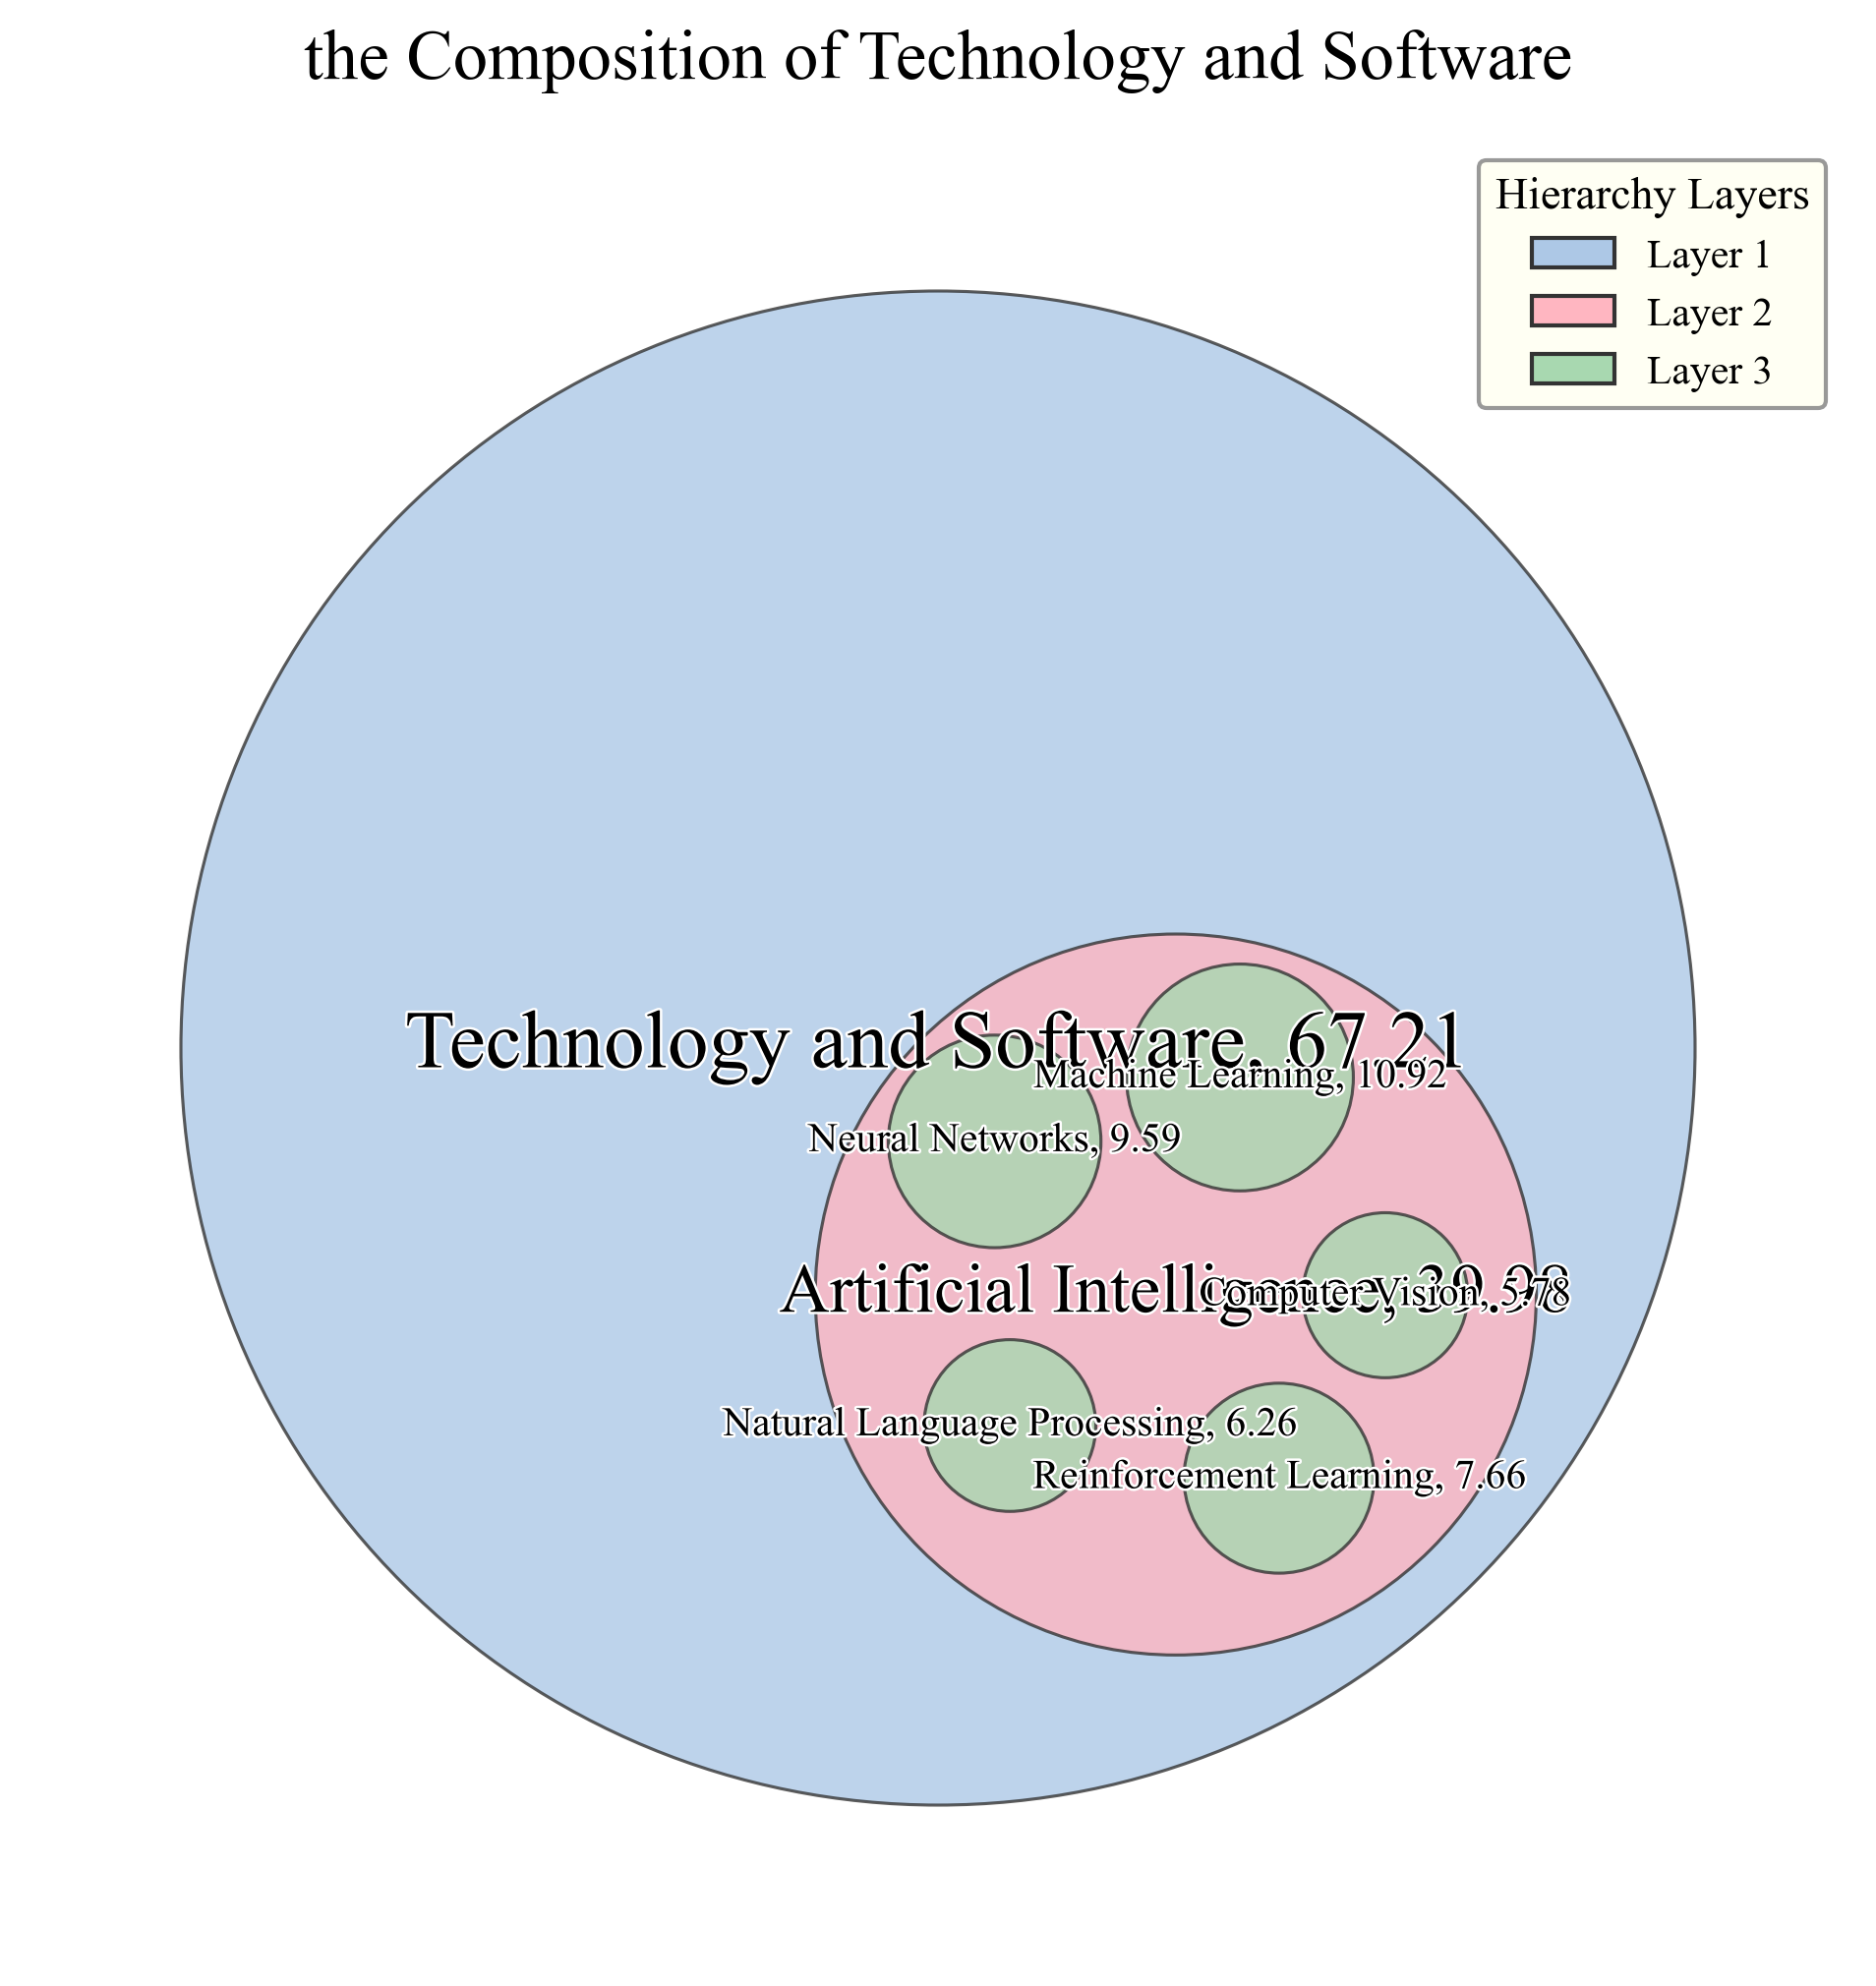 the Composition of Technology and Software
Hierarchy Layers
Layer 1
Layer 2
Layer 3
Technology and Software, 67.21
Machine Learning, 10.92
Neural Networks, 9.59
Artificial Intelligence, 39.98
Computer Vision, 5.78
Natural Language Processing, 6.26
Reinforcement Learning, 7.66